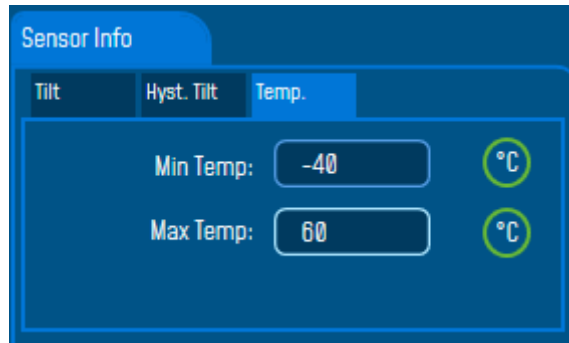 Sensor Info
Tilt Hyst. Tilt Temp.
Min Temp: -40 °C
Max Temp: 60 °C